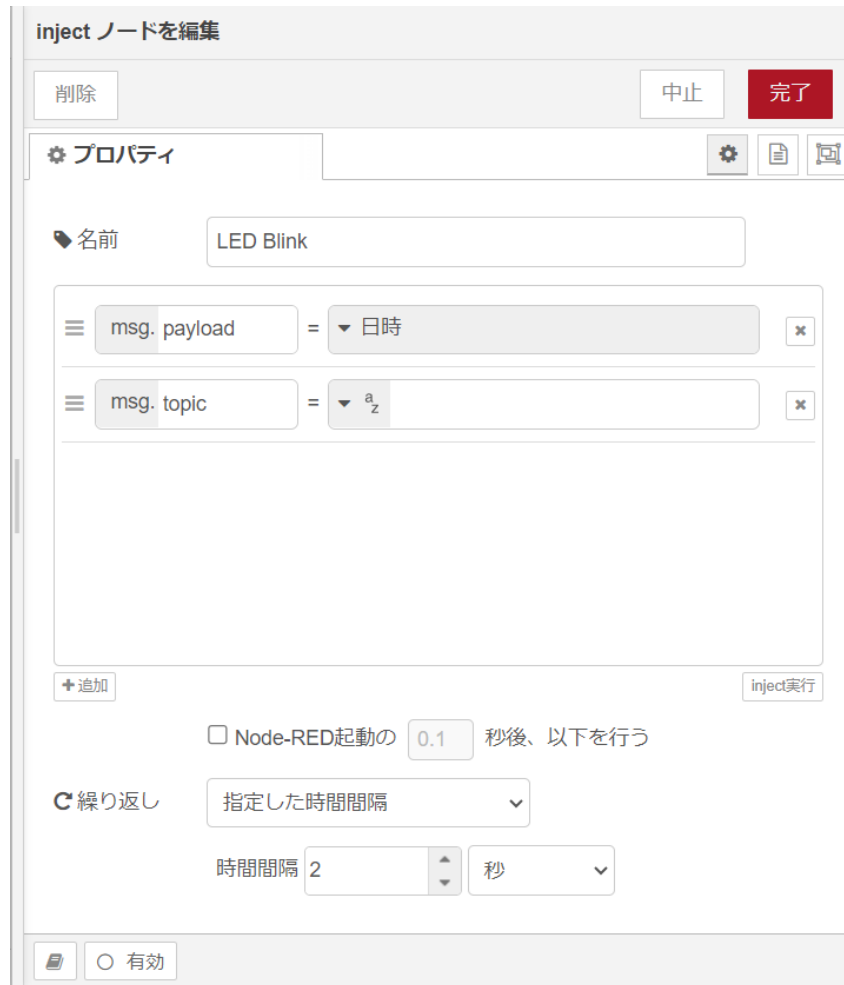 inject ノードを編集
削除 中止 完了
プロパティ
名前 LED Blink
msg. payload = 日時
msg. topic = a z
追加 inject実行
Node-RED起動の 0.1 秒後、以下を行う
繰り返し 指定した時間間隔
時間間隔 2 秒
有効